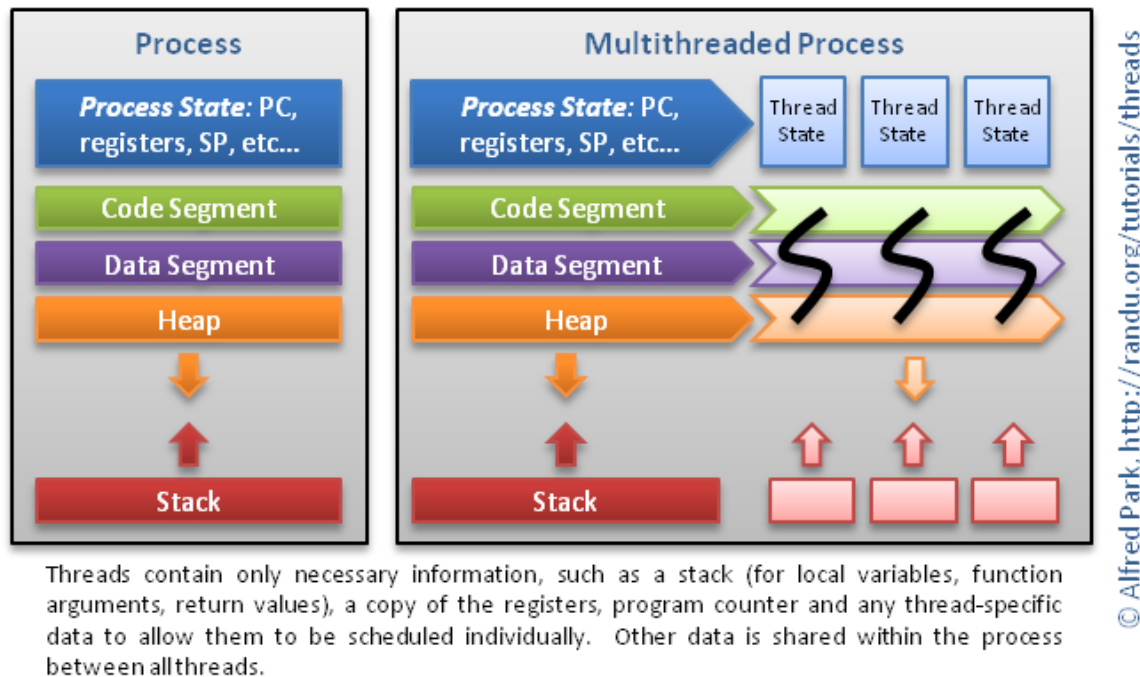 Process
Process State: PC,
registers, SP, etc...
Code Segment
Data Segment
Heap
Stack
Multithreaded Process
Process State: PC,
registers, SP, etc...
Thread
State
Thread
State
Thread
State
Code Segment
Data Segment
Heap
Stack
Threads contain only necessary information, such as a stack (for local variables, function
arguments, return values), a copy of the registers, program counter and any thread-specific
data to allow them to be scheduled individually. Other data is shared within the process
between all threads.
© Alfred Park, http://randu.org/tutorials/threads